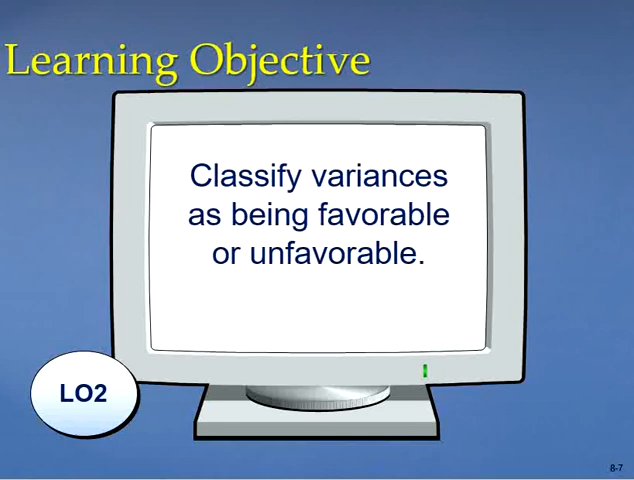 Learning Objective
Classify variances
as being favorable
or unfavorable.
LO2
8-7